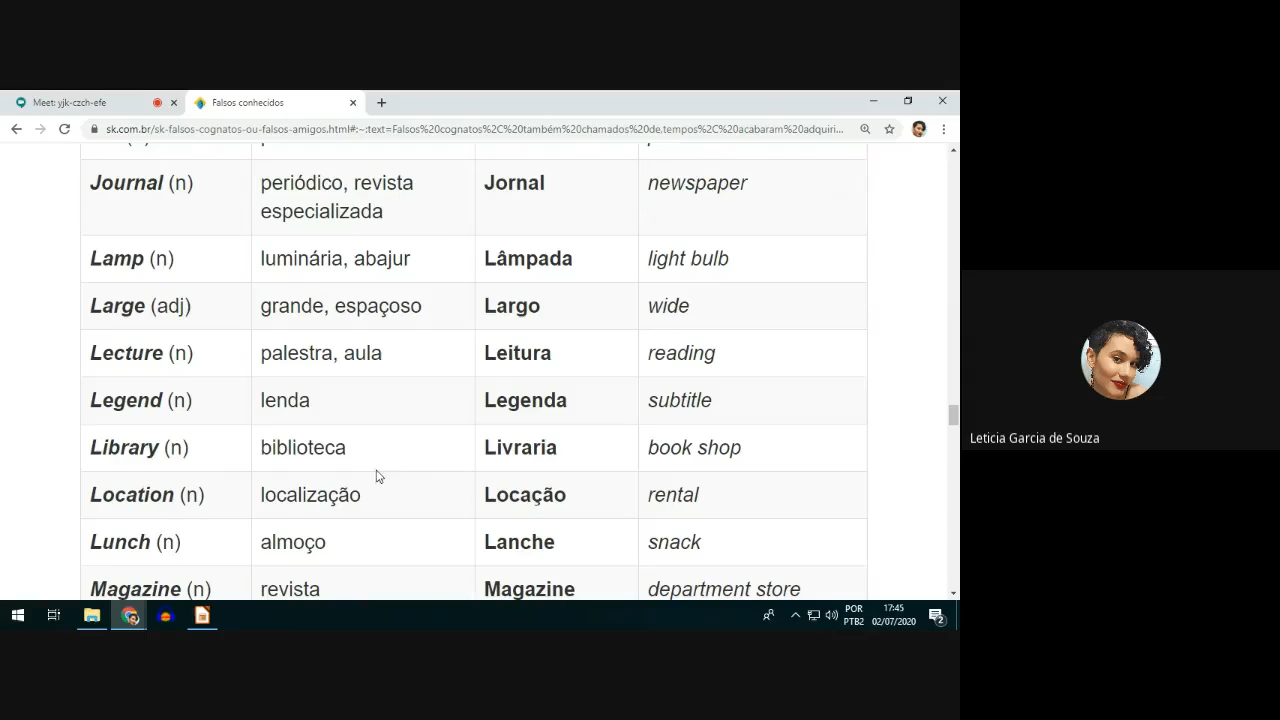 Meet: yjk-czch-efe
Falsos conhecidos
sk.com.br/sk-falsos-cognatos-ou-falsos-amigos.html#:~:text=Falsos%20cognatos%2C%20também%20chamados%20de,tempos%2C%20acabaram%20adquiri...
Journal (n) periódico, revista Jornal newspaper
especializada
Lamp (n) luminária, abajur Lâmpada light bulb
Large (adj) grande, espaçoso Largo wide
Lecture (n) palestra, aula Leitura reading
Legend (n) lenda Legenda subtitle
Library (n) biblioteca Livraria book shop
Location (n) localização Locação rental
Lunch (n) almoço Lanche snack
Magazine (n) revista Magazine department store
Leticia Garcia de Souza
POR 17:45
PTB2 02/07/2020 2